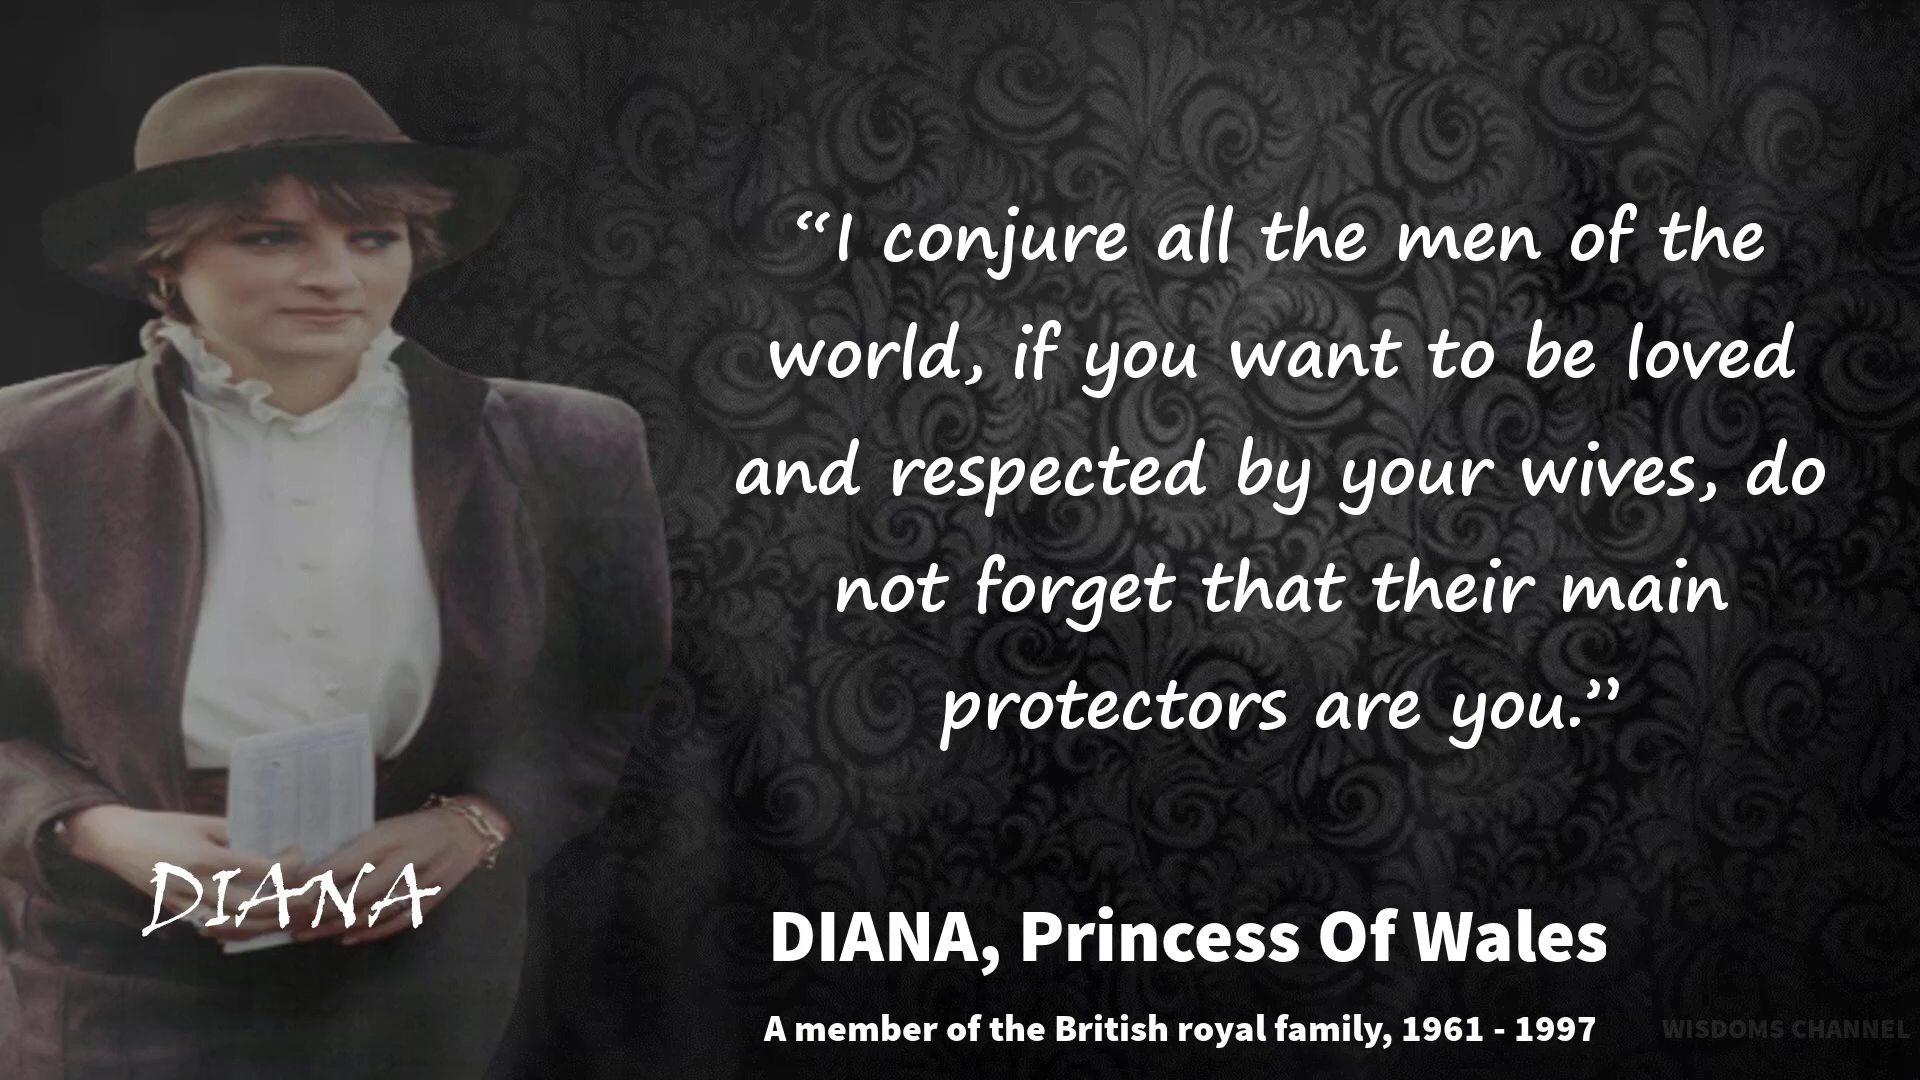 “I conjure all the men of the
world, if you want to be loved
and respected by your wives, do
not forget that their main
protectors are you.”
DIANA
DIANA, Princess Of Wales
A member of the British royal family, 1961 - 1997
WISDOMS CHANNEL